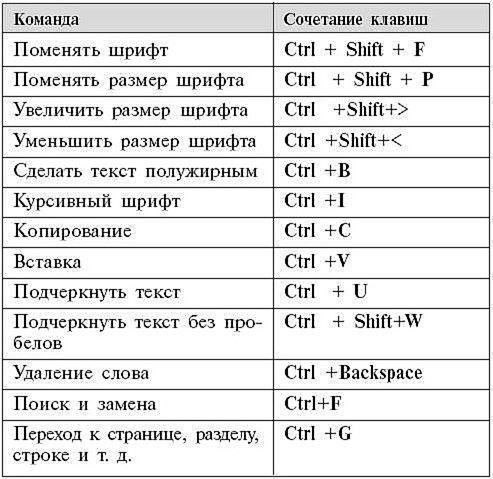 Команда Сочетание клавиш
Поменять шрифт Ctrl + Shift + F
Поменять размер шрифта Ctrl + Shift + P
Увеличить размер шрифта Ctrl +Shift+>
Уменьшить размер шрифта Ctrl +Shift+<
Сделать текст полужирным Ctrl +B
Курсивный шрифт Ctrl +I
Копирование Ctrl +C
Вставка Ctrl +V
Подчеркнуть текст Ctrl + U
Подчеркнуть текст без про- Ctrl + Shift+W
белов
Удаление слова Ctrl +Backspace
Поиск и замена Ctrl+F
Переход к странице, разделу, Ctrl +G
строке и т. д.